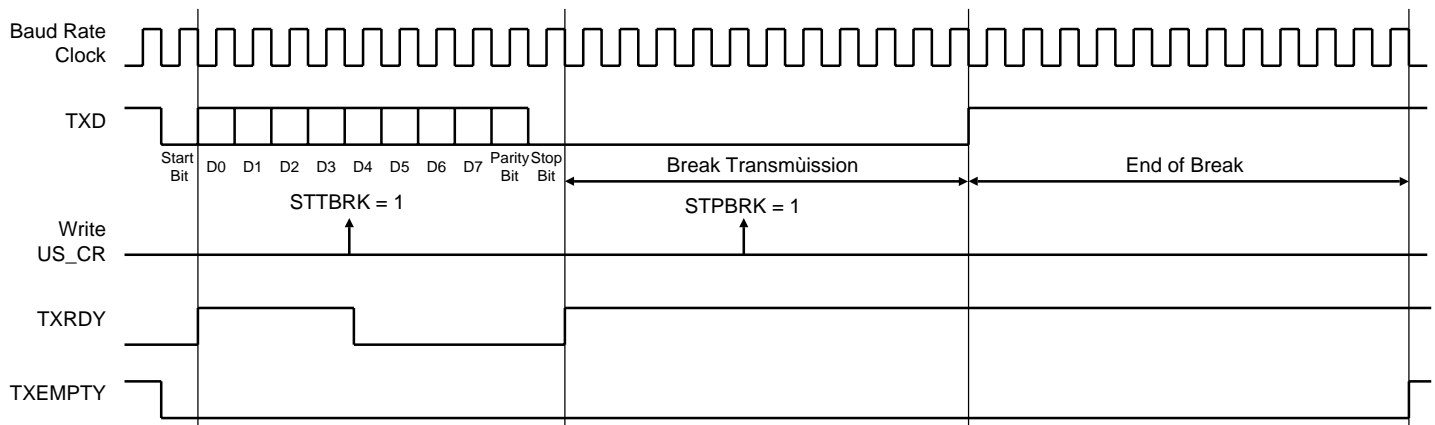 Baud Rate
Clock
TXD
Start
Bit
D0 D1 D2 D3 D4 D5 D6 D7
Parity
Bit
Stop
Bit
Break Transmùission
End of Break
STTBRK = 1
STPBRK = 1
Write
US_CR
TXRDY
TXEMPTY